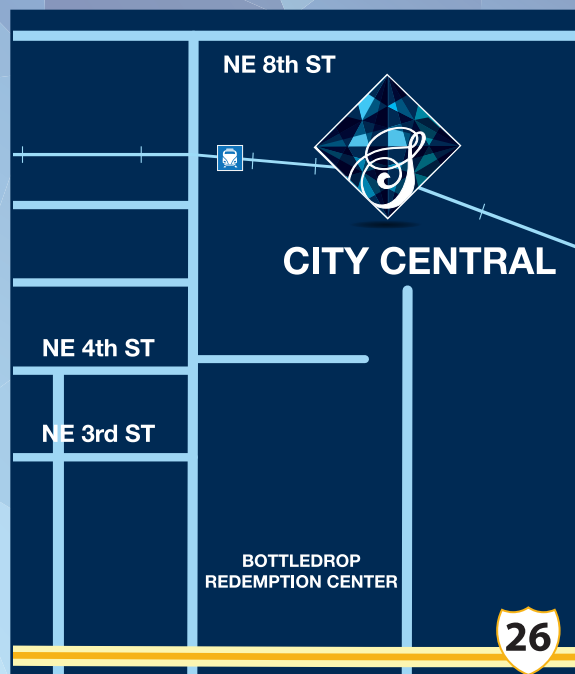 NE 8th ST
S
CITY CENTRAL
NE 4th ST
NE 3rd ST
BOTTLEDROP
REDEMPTION CENTER
26